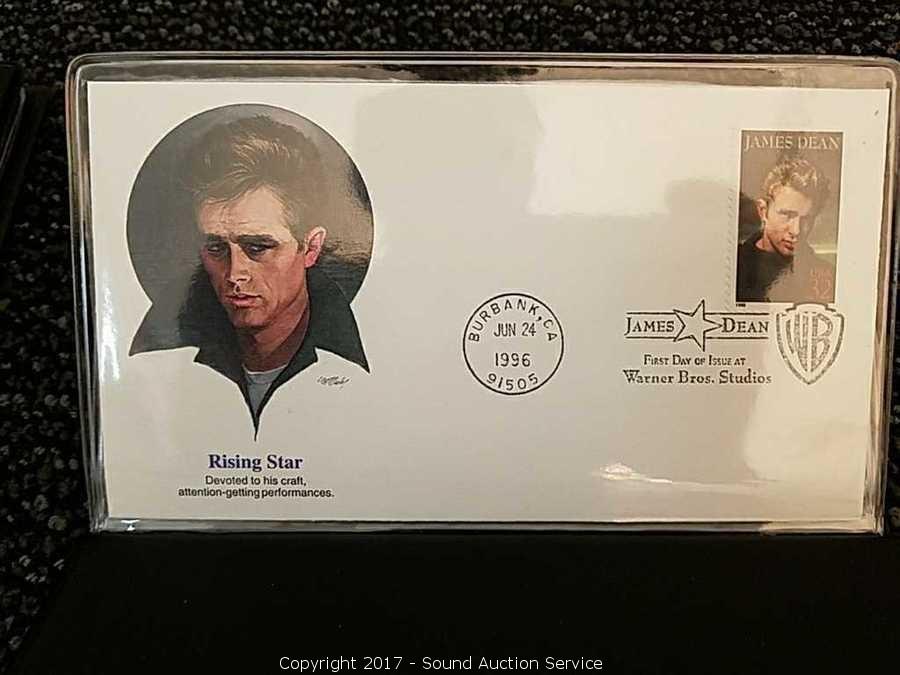 JAMES DEAN
32
1996
BURBANK, CA
JUN 24
1996
91505
JAMES DEAN
FIRST DAY OF ISSUE AT
Warner Bros. Studios
WB
Rising Star
Devoted to his craft,
attention-getting performances.
Copyright 2017 - Sound Auction Service